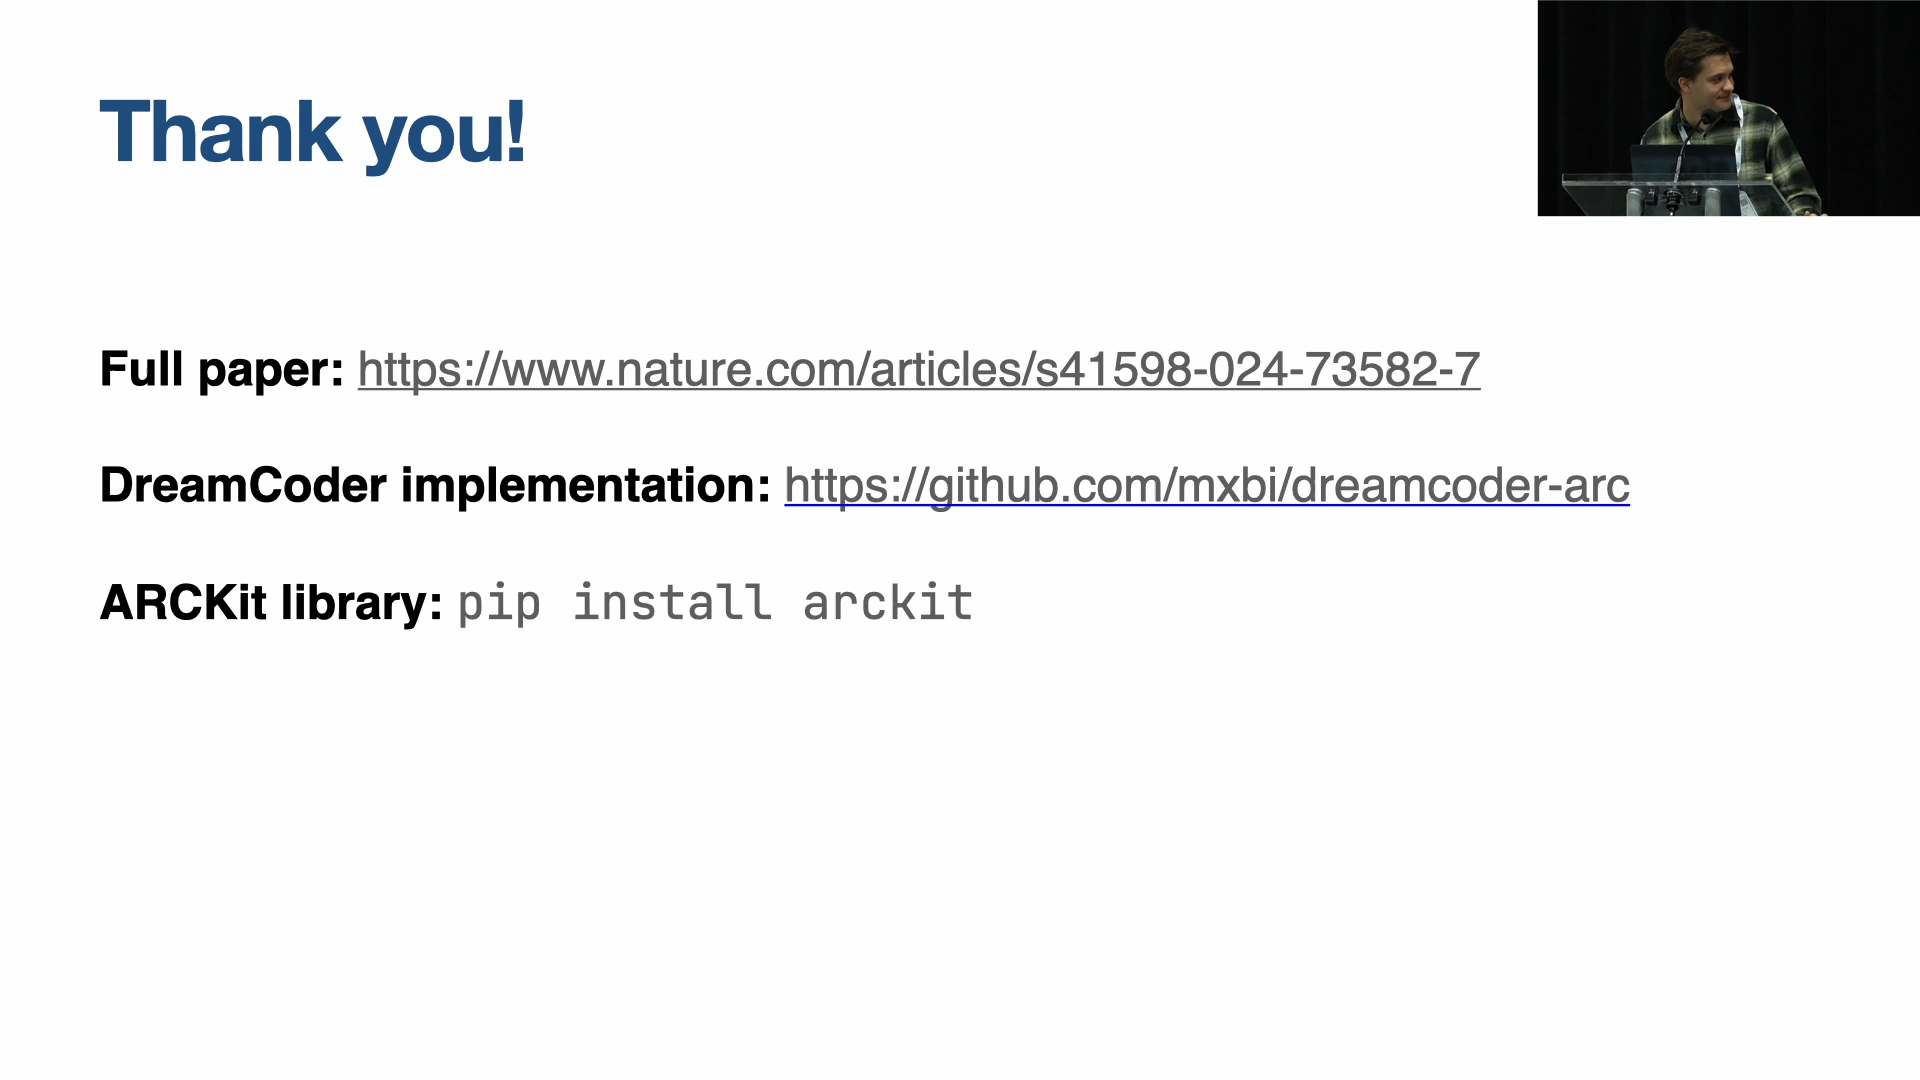 Thank you!
Full paper: https://www.nature.com/articles/s41598-024-73582-7
DreamCoder implementation: https://github.com/mxbi/dreamcoder-arc
ARCKit library: pip install arckit